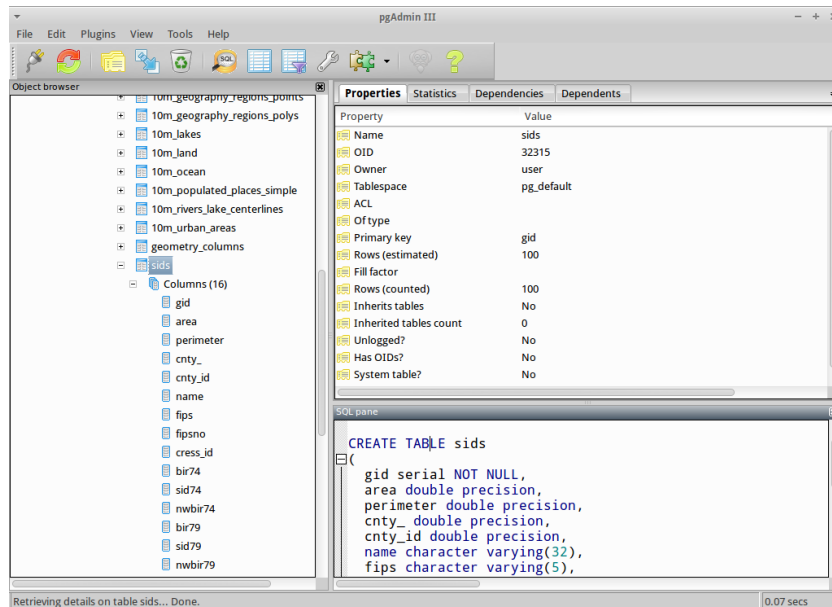 pgAdmin III
File Edit Plugins View Tools Help
SQL
Object browser
10m_geography_regions_points
10m_geography_regions_polys
10m_lakes
10m_land
10m_ocean
10m_populated_places_simple
10m_rivers_lake_centerlines
10m_urban_areas
geometry_columns
sids
Columns (16)
gid
area
perimeter
cnty_
cnty_id
name
fips
fipsno
cress_id
bir74
sid74
nwbir74
bir79
sid79
nwbir79
Properties Statistics Dependencies Dependents
Property Value
Name sids
OID 32315
Owner user
Tablespace pg_default
ACL
Of type
Primary key gid
Rows (estimated) 100
Fill factor
Rows (counted) 100
Inherits tables No
Inherited tables count 0
Unlogged? No
Has OIDs? No
System table? No
SQL pane
CREATE TABLE sids
(
gid serial NOT NULL,
area double precision,
perimeter double precision,
cnty_ double precision,
cnty_id double precision,
name character varying(32),
fips character varying(5),
Retrieving details on table sids... Done.
0.07 secs